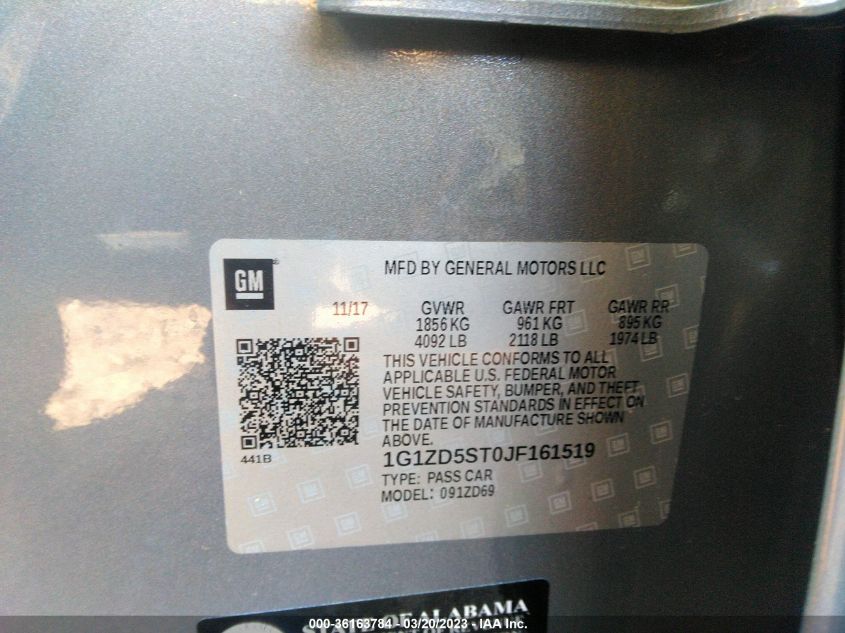 GM
MFD BY GENERAL MOTORS LLC
11/17 GVWR GAWR FRT GAWR RR
1856 KG 961 KG 895 KG
4092 LB 2118 LB 1974 LB
THIS VEHICLE CONFORMS TO ALL
APPLICABLE U.S. FEDERAL MOTOR
VEHICLE SAFETY, BUMPER, AND THEFT
PREVENTION STANDARDS IN EFFECT ON
THE DATE OF MANUFACTURE SHOWN
ABOVE.
441B
1G1ZD5ST0JF161519
TYPE: PASS CAR
MODEL: 091ZD69
STATE OF ALABAMA
000-36163784 - 03/20/2023 - IAA Inc.